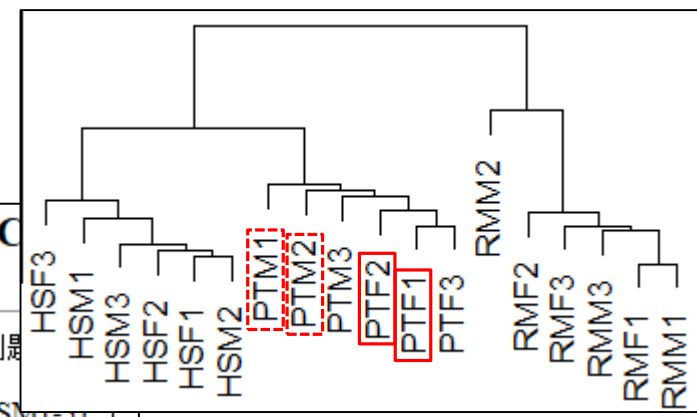 HSF3
HSM1
HSM3
HSF2
HSF1
HSM2
PTM1
PTM2
PTM3
PTF2
PTF1
PTF3
RMM2
RMF2
RMF3
RMM3
RMF1
RMM1
C